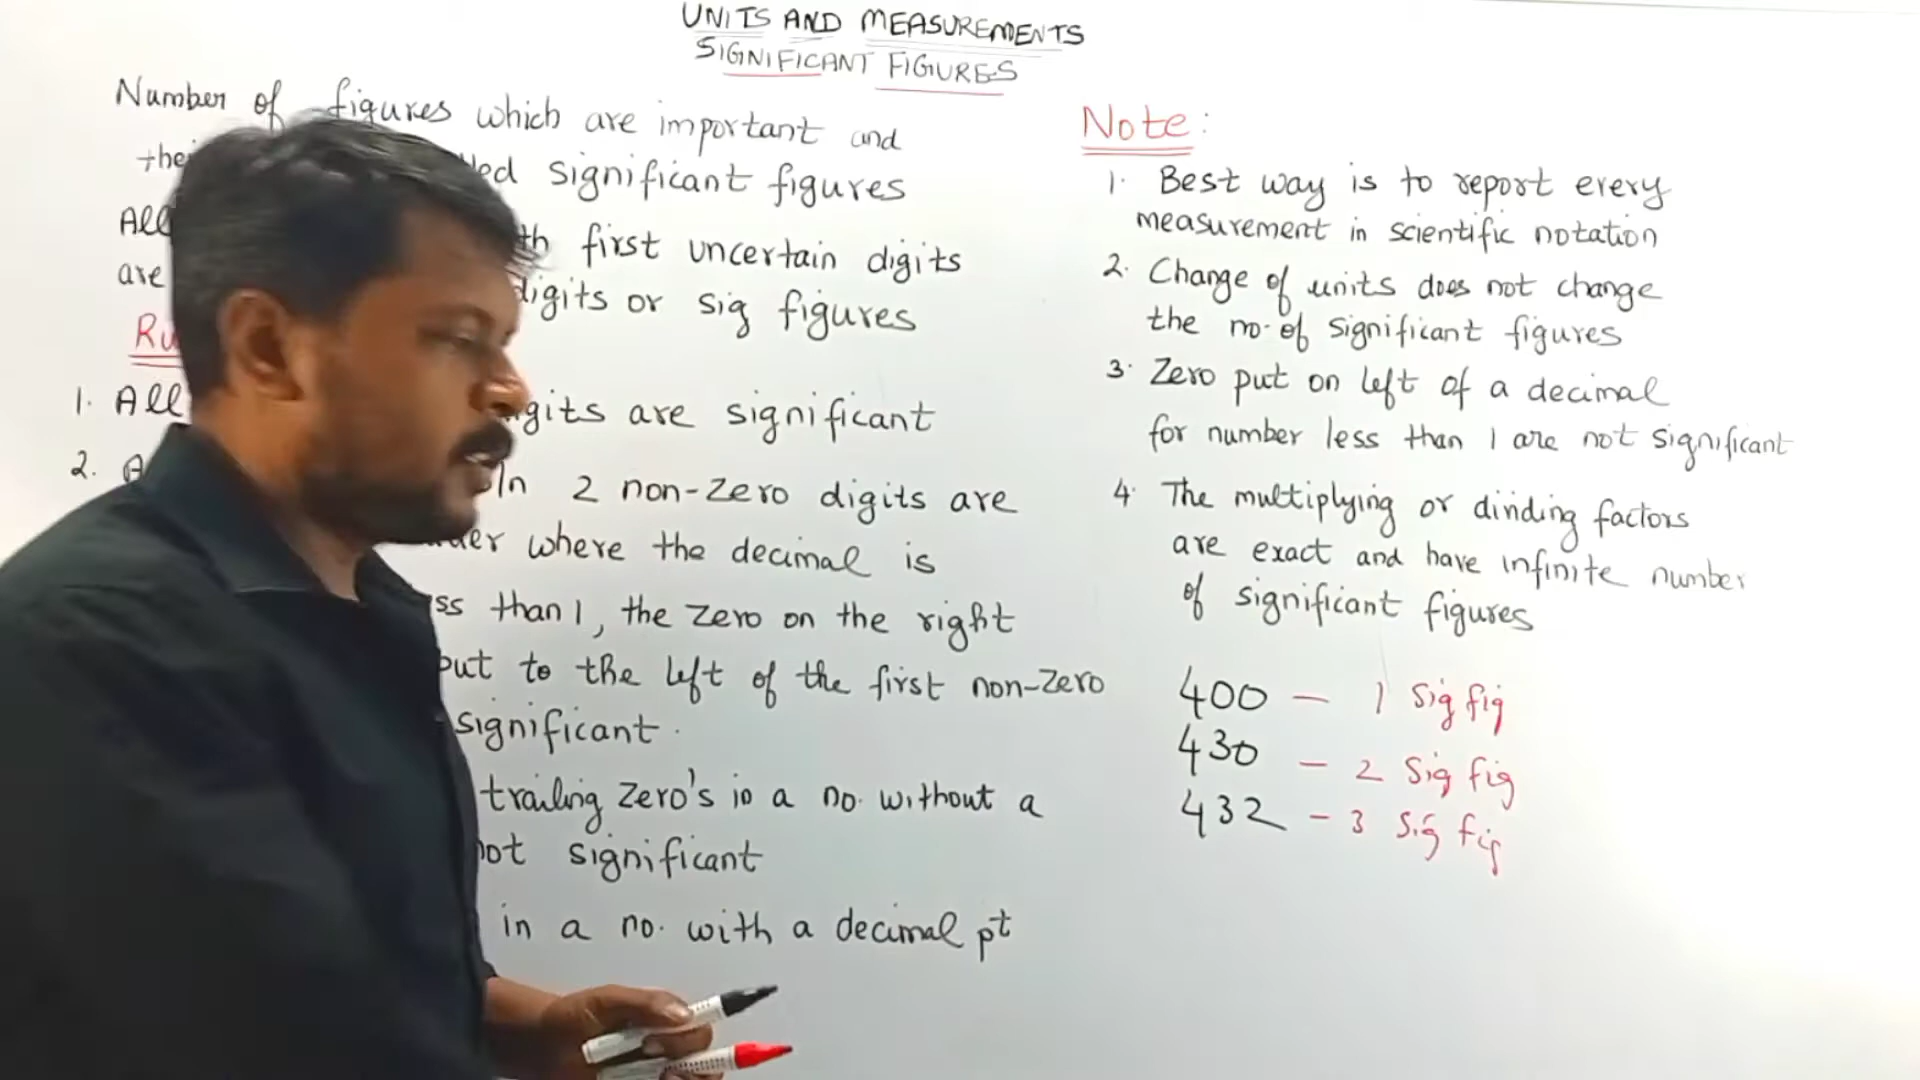 UNITS AND MEASUREMENTS
SIGNIFICANT FIGURES
Number of figures which are important and
significant figures
All first uncertain digits
are digits or sig figures
1. All are significant
2. In 2 non-zero digits are
where the decimal is
than 1, the zero on the right
but to the left of the first non-zero
significant.
trailing zero's in a no. without a
not significant
in a no. with a decimal pt
Note:
1. Best way is to report every
measurement in scientific notation
2. Change of units does not change
the no. of significant figures
3. Zero put on left of a decimal
for number less than 1 are not significant
4. The multiplying or dinding factors
are exact and have infinite number
of significant figures
400 - 1 Sig fig
430 - 2 Sig fig
432 - 3 Sig fig